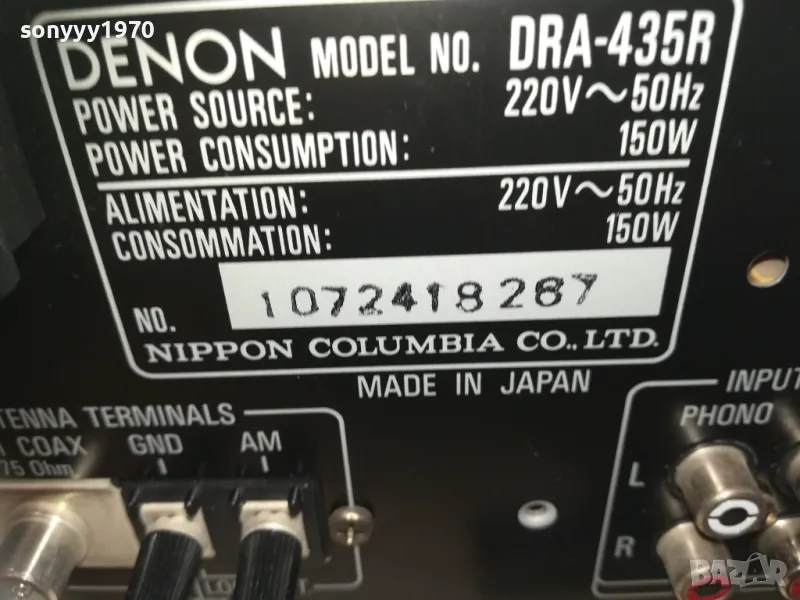 sonyyy1970
DENON MODEL NO. DRA-435R
POWER SOURCE: 220V～50Hz
POWER CONSUMPTION: 150W
ALIMENTATION: 220V～50Hz
CONSOMMATION: 150W
NO. 1072418287
NIPPON COLUMBIA CO., LTD.
MADE IN JAPAN
TENNA TERMINALS
COAX GND AM
75 Ohm
INPUT
PHONO
L
R
BAZAR